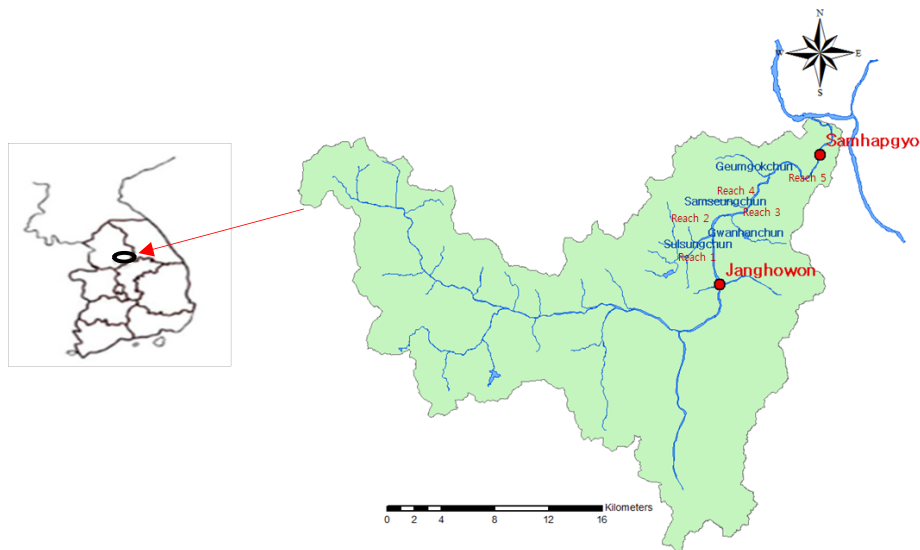 N
W
E
S
Samhapgyo
Geumgokchun
Reach 5
Reach 4
Samseungchun
Reach 3
Reach 2
Gwanhanchun
Sulsungchun
Reach 1
Janghowon
Kilometers
0 1 2 4 8 12 16